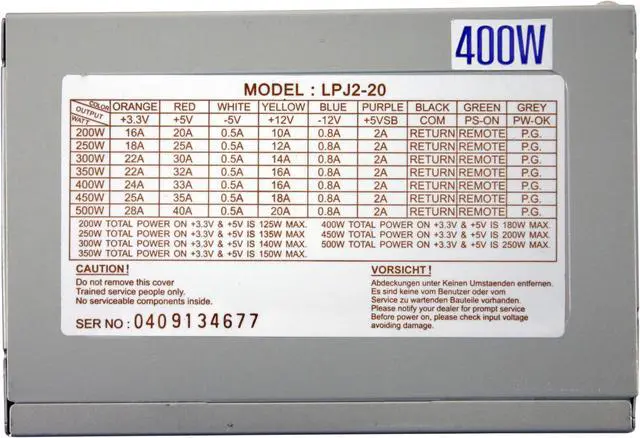 400W
MODEL : LPJ2-20
COLOR ORANGE RED WHITE YELLOW BLUE PURPLE BLACK GREEN GREY
OUTPUT WATT +3.3V +5V -5V +12V -12V +5VSB COM PS-ON PW-OK
200W 16A 20A 0.5A 10A 0.8A 2A RETURN REMOTE P.G.
250W 18A 25A 0.5A 12A 0.8A 2A RETURN REMOTE P.G.
300W 22A 30A 0.5A 14A 0.8A 2A RETURN REMOTE P.G.
350W 22A 32A 0.5A 16A 0.8A 2A RETURN REMOTE P.G.
400W 24A 33A 0.5A 16A 0.8A 2A RETURN REMOTE P.G.
450W 25A 35A 0.5A 18A 0.8A 2A RETURN REMOTE P.G.
500W 28A 40A 0.5A 20A 0.8A 2A RETURN REMOTE P.G.
200W TOTAL POWER ON +3.3V & +5V IS 125W MAX. 400W TOTAL POWER ON +3.3V & +5V IS 180W MAX.
250W TOTAL POWER ON +3.3V & +5V IS 135W MAX 450W TOTAL POWER ON +3.3V & +5V IS 200W MAX.
300W TOTAL POWER ON +3.3V & +5V IS 140W MAX. 500W TOTAL POWER ON +3.3V & +5V IS 250W MAX.
350W TOTAL POWER ON +3.3V & +5V IS 150W MAX.
CAUTION!
Do not remove this cover
Trained service people only.
No serviceable components inside.
SER NO : 0409134677
VORSICHT!
Abdeckungen unter Keinen Umstaenden entfernen.
Es sind keine vom Benutzer oder vom
Service zu wartenden Bauteile vorhanden.
Please notify your dealer for prompt service
Before power on, please check input voltage
avoiding damage.